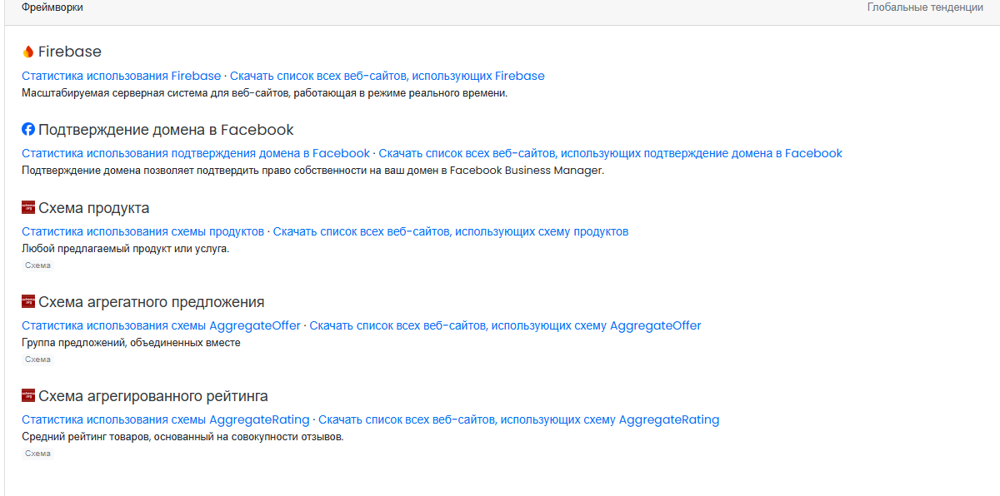 Фреймворки
Глобальные тенденции
Firebase
Статистика использования Firebase · Скачать список всех веб-сайтов, использующих Firebase
Масштабируемая серверная система для веб-сайтов, работающая в режиме реального времени.
Подтверждение домена в Facebook
Статистика использования подтверждения домена в Facebook · Скачать список всех веб-сайтов, использующих подтверждение домена в Facebook
Подтверждение домена позволяет подтвердить право собственности на ваш домен в Facebook Business Manager.
schema.org Схема продукта
Статистика использования схемы продуктов · Скачать список всех веб-сайтов, использующих схему продуктов
Любой предлагаемый продукт или услуга.
Схема
schema.org Схема агрегатного предложения
Статистика использования схемы AggregateOffer · Скачать список всех веб-сайтов, использующих схему AggregateOffer
Группа предложений, объединенных вместе
Схема
schema.org Схема агрегированного рейтинга
Статистика использования схемы AggregateRating · Скачать список всех веб-сайтов, использующих схему AggregateRating
Средний рейтинг товаров, основанный на совокупности отзывов.
Схема